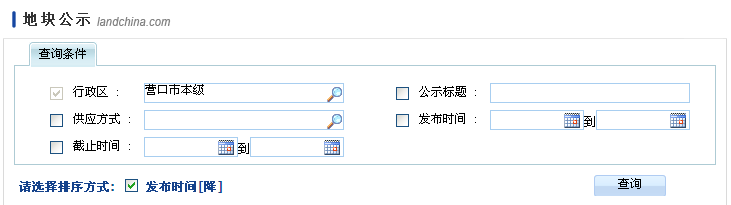 地块公示 landchina.com
查询条件
行政区 : 营口市本级 公示标题 :
供应方式 : 发布时间 : 到
截止时间 : 到
请选择排序方式: 发布时间[降] 查询